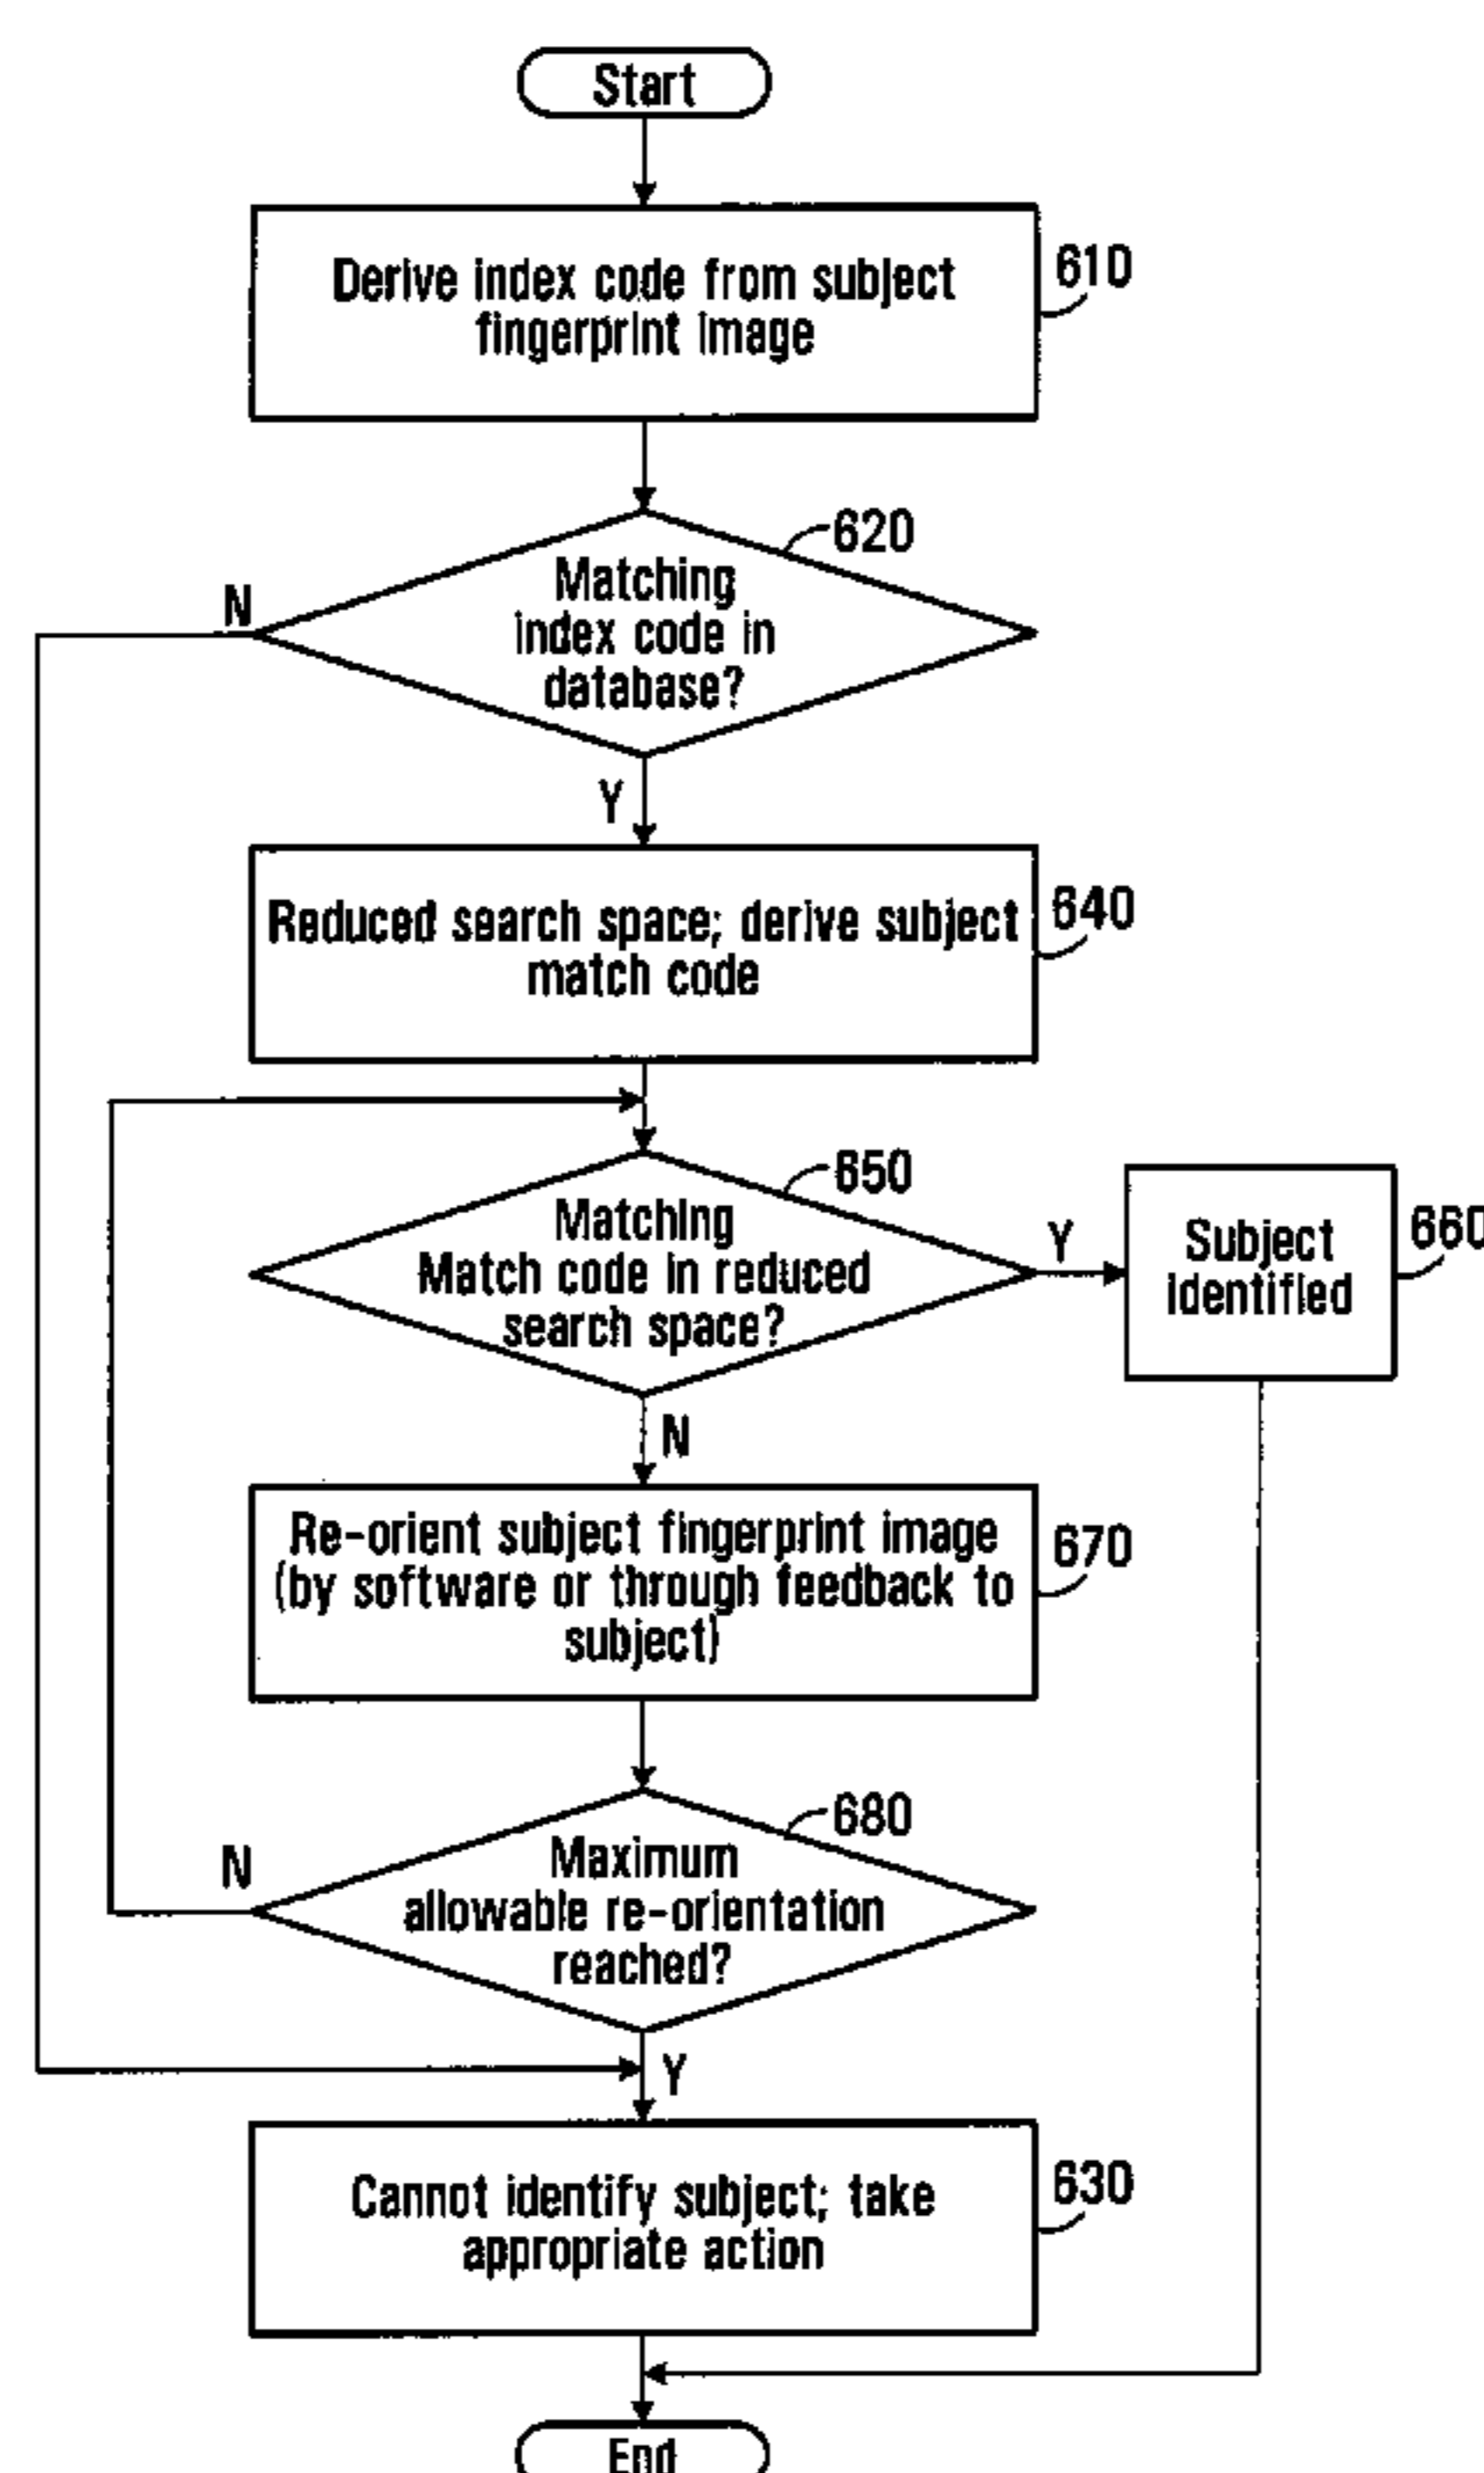 Start
Derive index code from subject
fingerprint image
610
620
Matching
index code in
database?
N
Y
Reduced search space; derive subject
match code
640
650
Matching
Match code in reduced
search space?
Y
Subject
identified
660
N
Re-orient subject fingerprint image
(by software or through feedback to
subject)
670
680
Maximum
allowable re-orientation
reached?
N
Y
Cannot identify subject; take
appropriate action
630
End